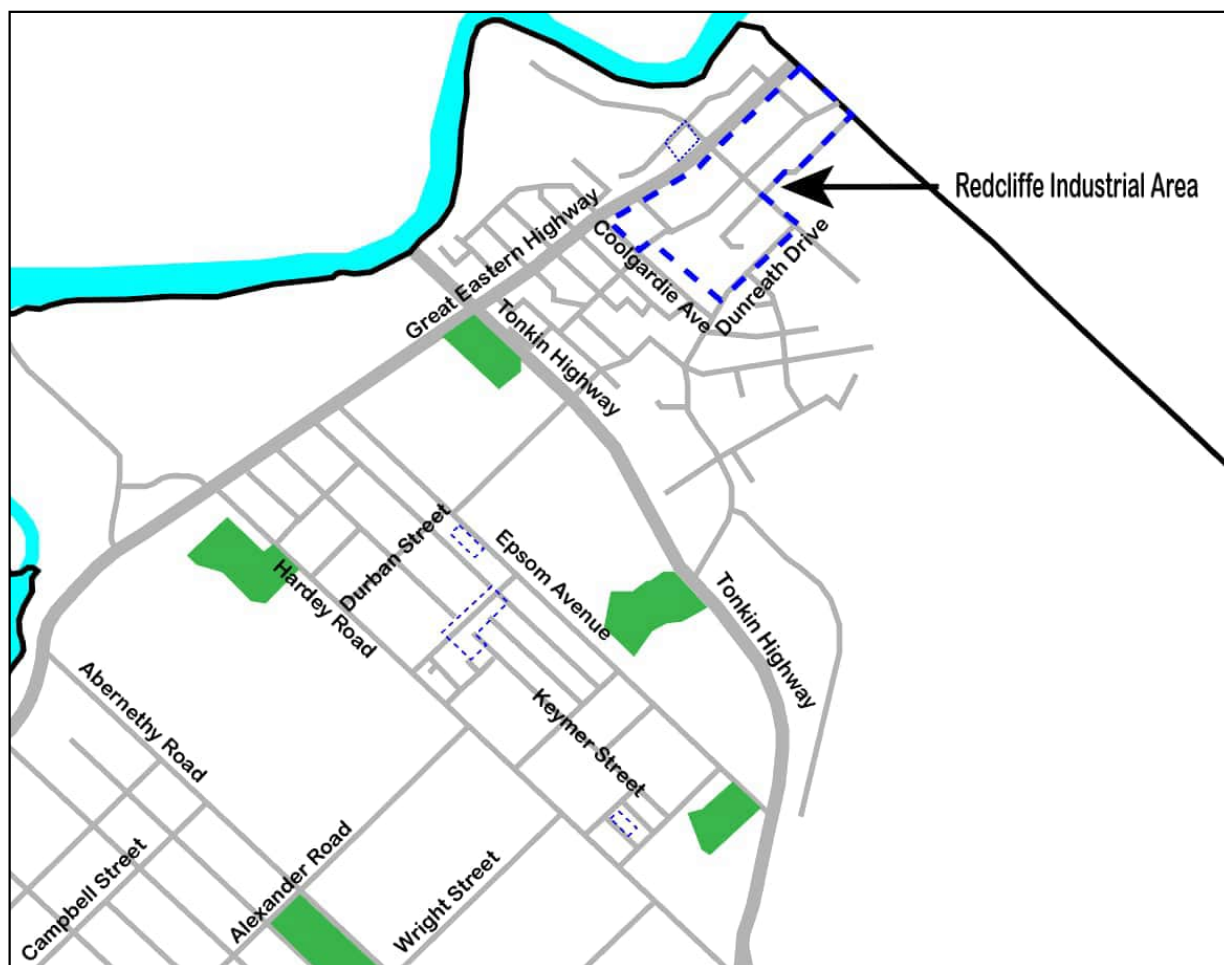 Redcliffe Industrial Area
Great Eastern Highway
Coolgardie Ave
Dunreath Drive
Tonkin Highway
Durban Street
Epsom Avenue
Hardey Road
Tonkin Highway
Abernethy Road
Keymer Street
Campbell Street
Alexander Road
Wright Street